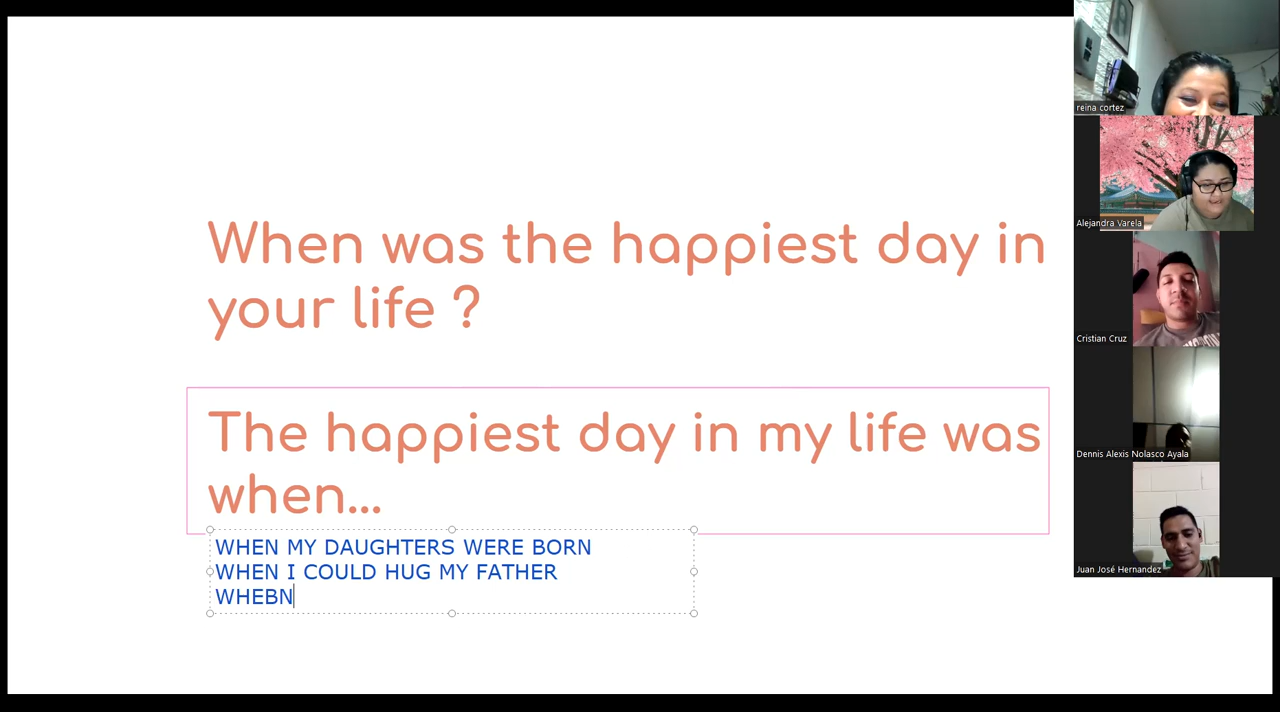 When was the happiest day in
your life ?
The happiest day in my life was
when...
WHEN MY DAUGHTERS WERE BORN
WHEN I COULD HUG MY FATHER
WHEBN
reina cortez
Alejandra Varela
Cristian Cruz
Dennis Alexis Nolasco Ayala
Juan José Hernandez